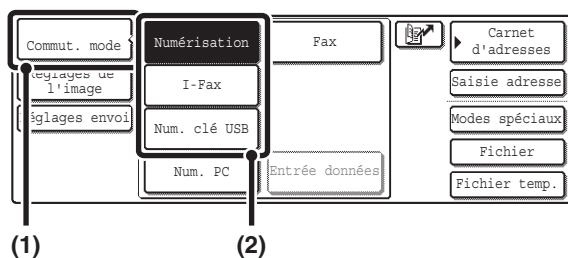 Commut. mode
Numérisation
Fax
Carnet
d'adresses
Réglages de
l'image
I-Fax
Saisie adresse
Réglages envoi
Num. clé USB
Modes spéciaux
Fichier
Num. PC
Entrée données
Fichier temp.
(1)
(2)